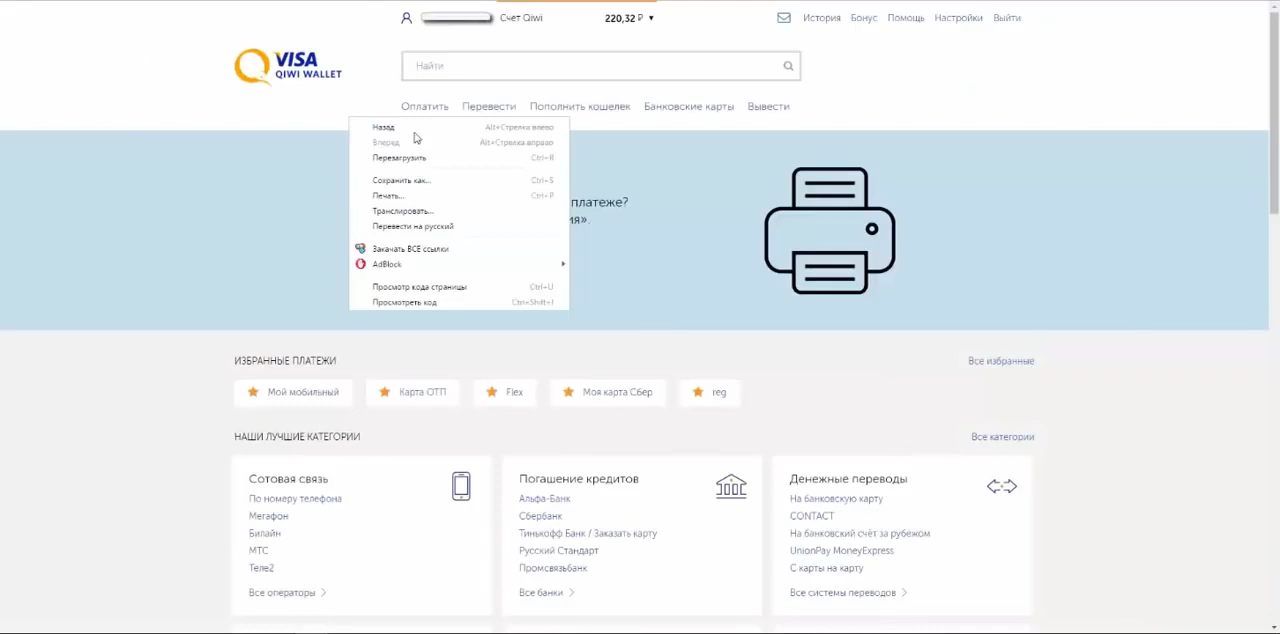 Счет Qiwi 220,32 ₽ История Бонус Помощь Настройки Выйти
VISA
QIWI WALLET
Найти
Оплатить Перевести Пополнить кошелек Банковские карты Вывести
Назад Alt+Стрелка влево
Вперед Alt+Стрелка вправо
Перезагрузить Ctrl+R
Сохранить как... Ctrl+S
Печать... Ctrl+P
Транслировать...
Перевести на русский
Закачать ВСЕ ссылки
AdBlock
Просмотр кода страницы Ctrl+U
Просмотреть код Ctrl+Shift+I
платеже?
ия».
ИЗБРАННЫЕ ПЛАТЕЖИ Все избранные
Мой мобильный Карта ОТП Flex Моя карта Сбер reg
НАШИ ЛУЧШИЕ КАТЕГОРИИ Все категории
Сотовая связь
По номеру телефона
Мегафон
Билайн
МТС
Теле2
Все операторы
Погашение кредитов
Альфа-Банк
Сбербанк
Тинькофф Банк / Заказать карту
Русский Стандарт
Промсвязьбанк
Все банки
Денежные переводы
На банковскую карту
CONTACT
На банковский счёт за рубежом
UnionPay MoneyExpress
С карты на карту
Все системы переводов